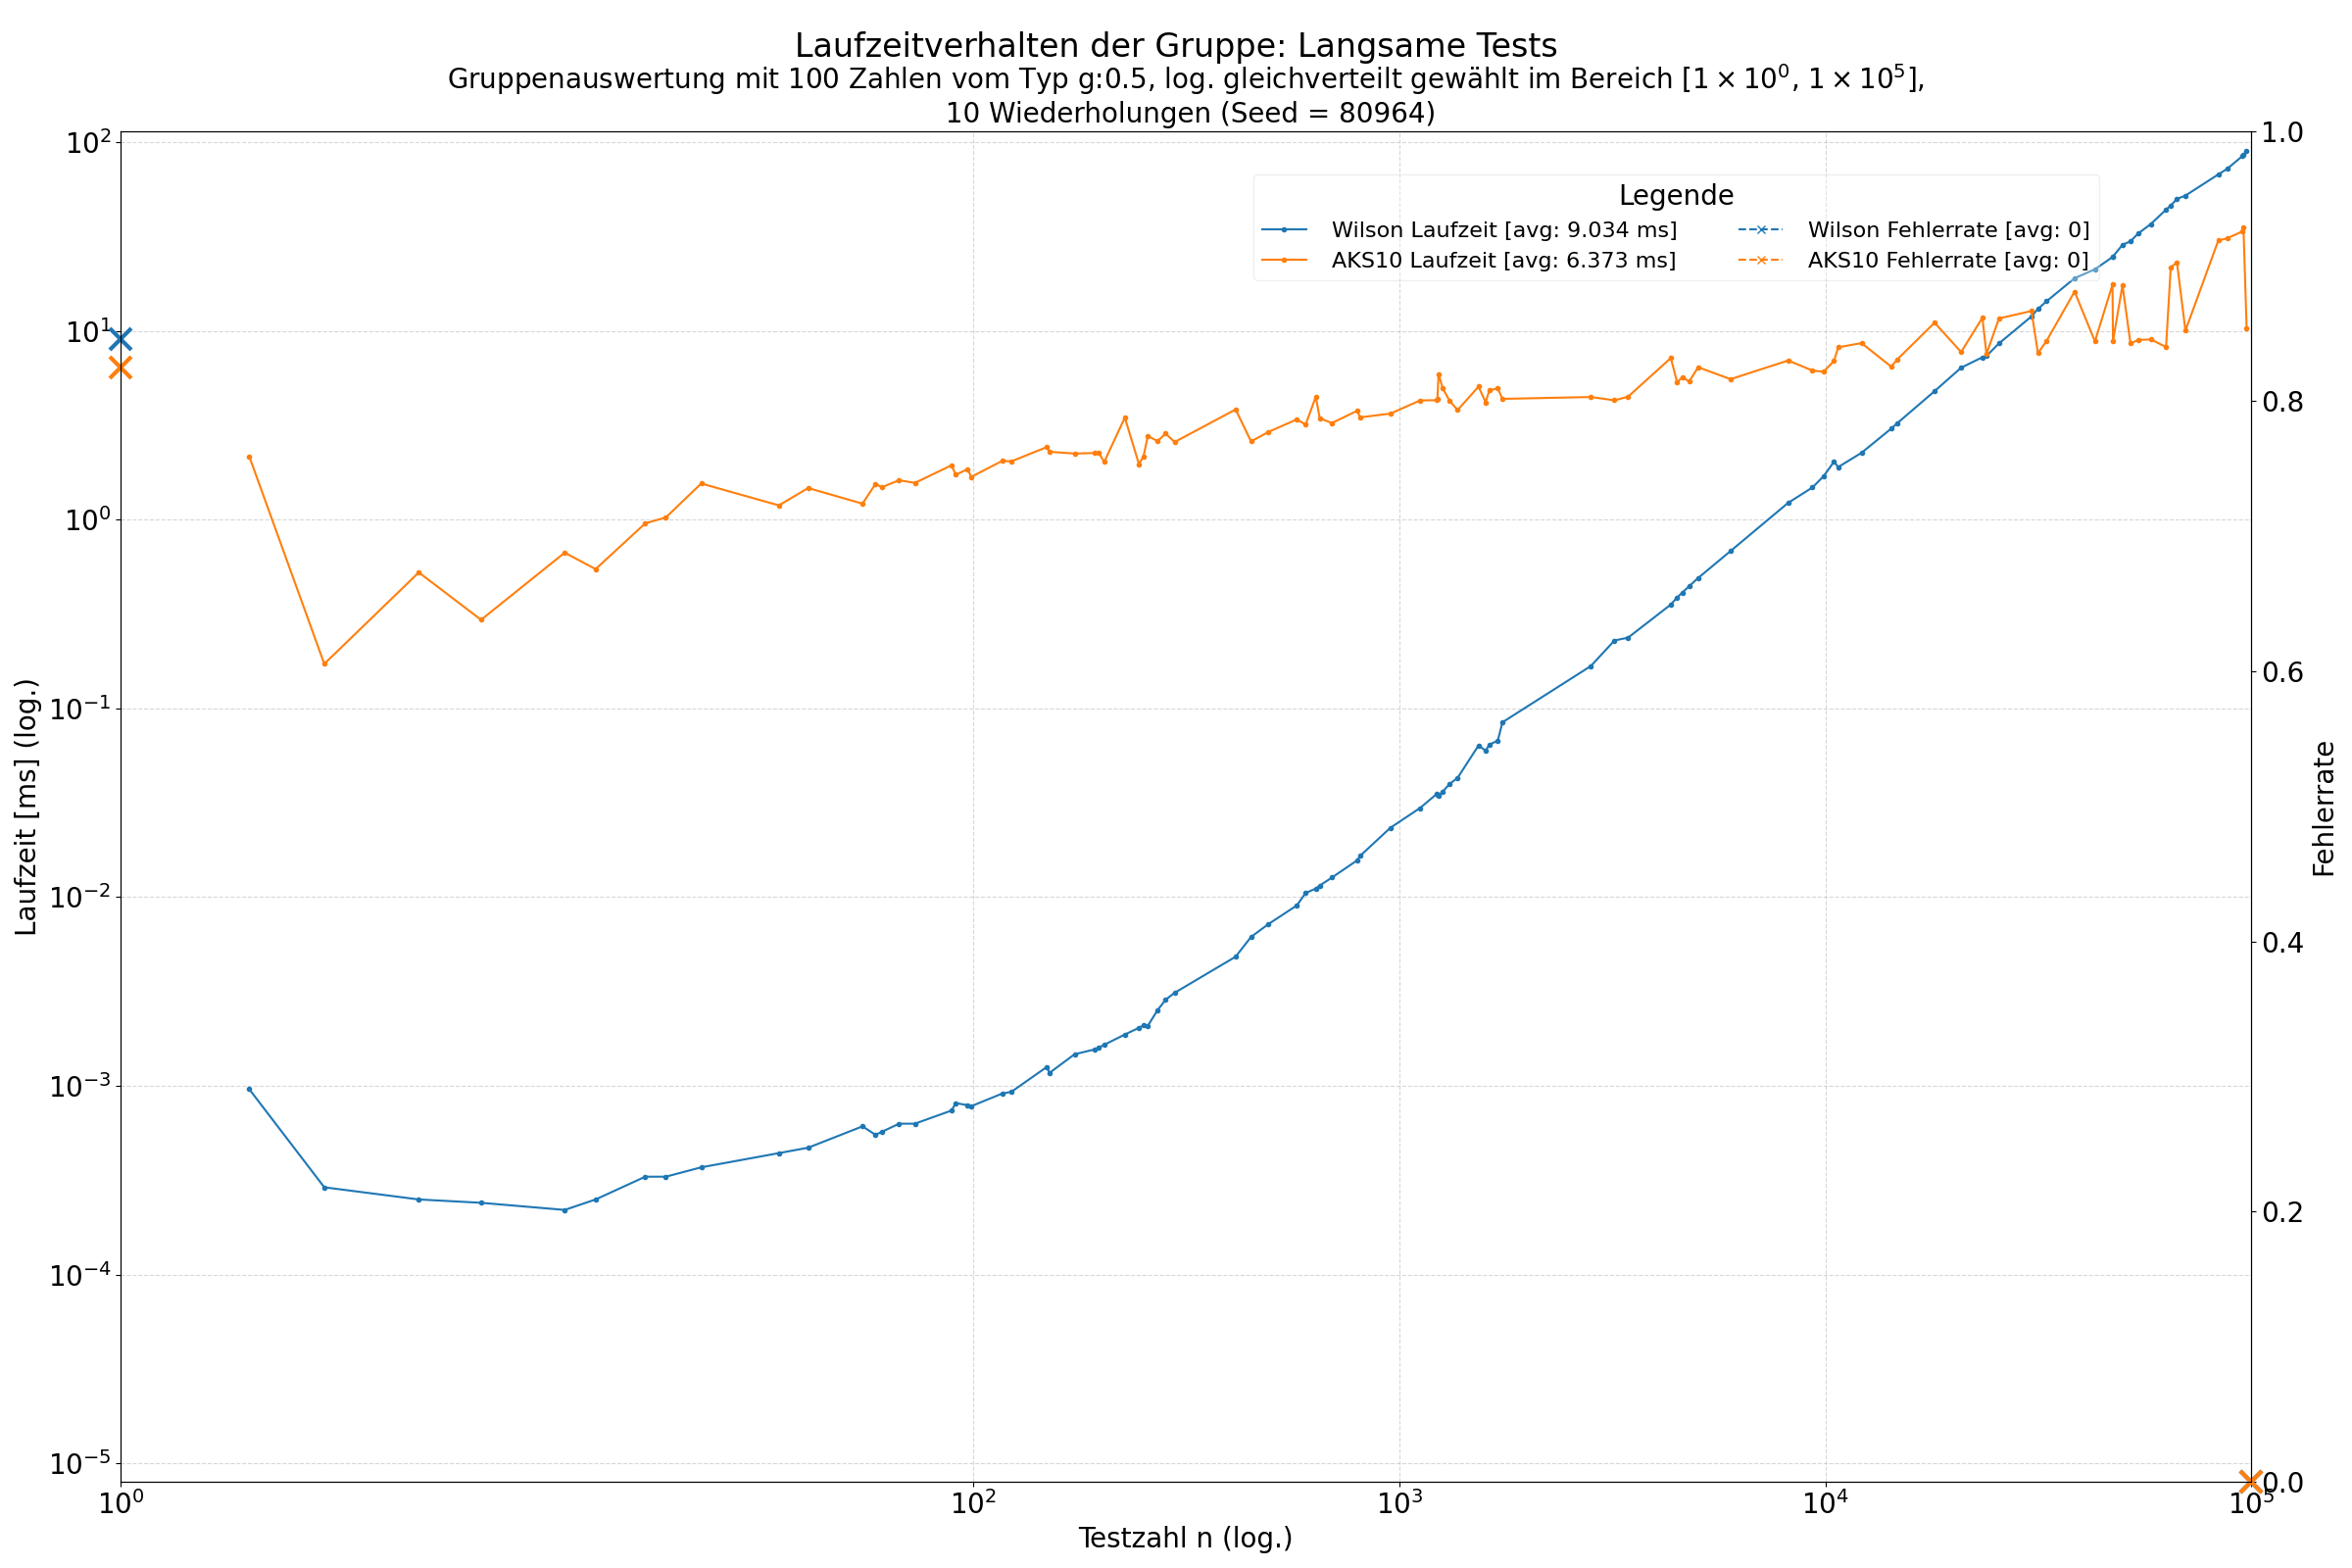 Laufzeitverhalten der Gruppe: Langsame Tests
Gruppenauswertung mit 100 Zahlen vom Typ g:0.5, log. gleichverteilt gewählt im Bereich [1 × 10⁰, 1 × 10⁵],
10 Wiederholungen (Seed = 80964)
Legende
Wilson Laufzeit [avg: 9.034 ms]
AKS10 Laufzeit [avg: 6.373 ms]
Wilson Fehlerrate [avg: 0]
AKS10 Fehlerrate [avg: 0]
Laufzeit [ms] (log.)
10²
10¹
10⁰
10⁻¹
10⁻²
10⁻³
10⁻⁴
10⁻⁵
10⁰
10²
10³
10⁴
10⁵
Testzahl n (log.)
1.0
0.8
0.6
0.4
0.2
0.0
Fehlerrate